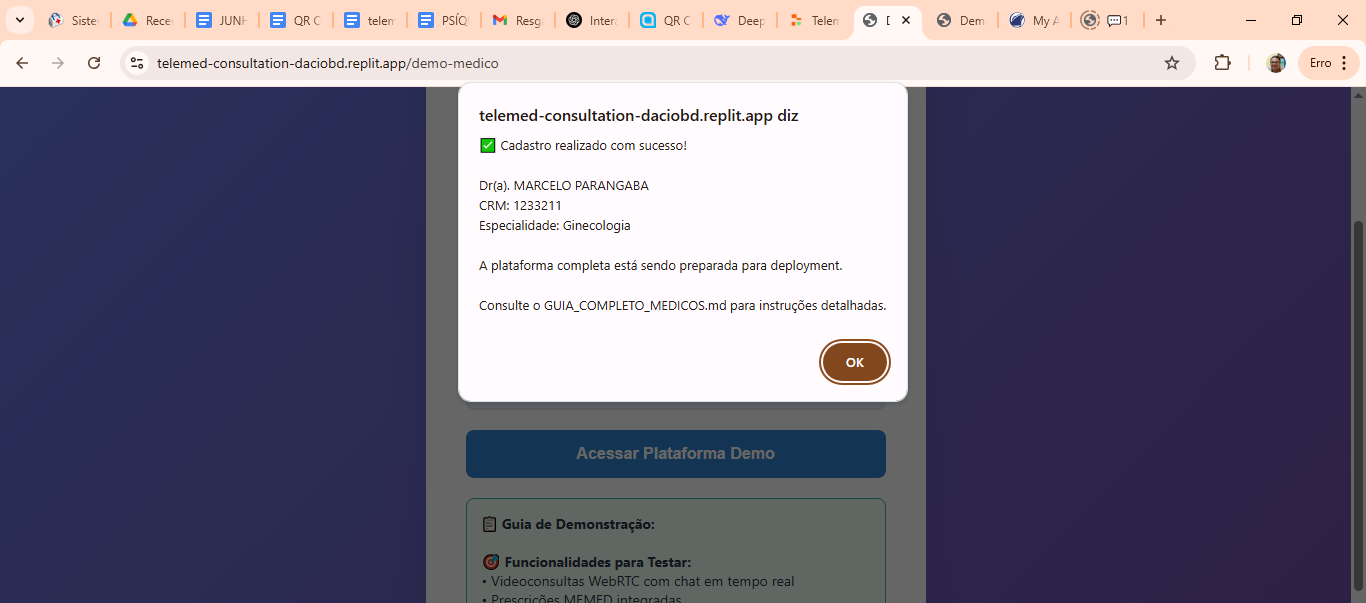 Siste
Rece
JUNH
QR C
telem
PSÍQ
Resg
Intera
QR C
Deep
Telem
Dem
My A
1
telemed-consultation-daciobd.replit.app/demo-medico
Erro
telemed-consultation-daciobd.replit.app diz
✅ Cadastro realizado com sucesso!
Dr(a). MARCELO PARANGABA
CRM: 1233211
Especialidade: Ginecologia
A plataforma completa está sendo preparada para deployment.
Consulte o GUIA_COMPLETO_MEDICOS.md para instruções detalhadas.
OK
Acessar Plataforma Demo
📋 Guia de Demonstração:
🎯 Funcionalidades para Testar:
• Videoconsultas WebRTC com chat em tempo real
• Prescrições MEMED integradas